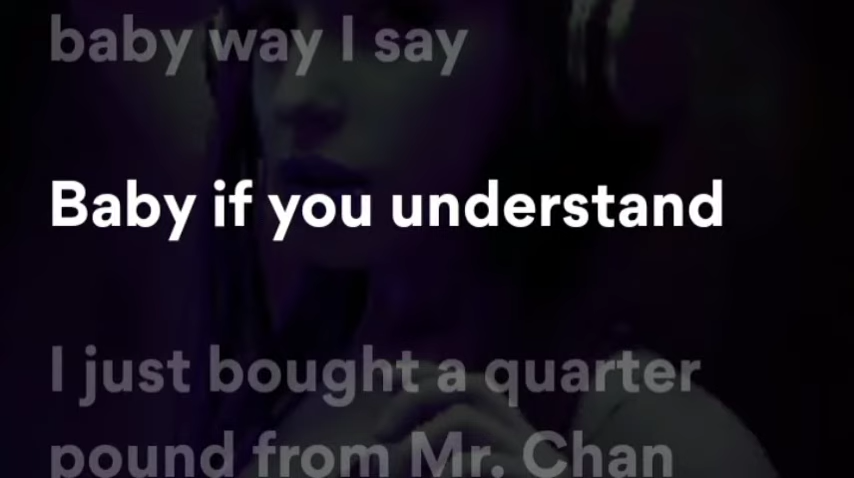 baby way I say
Baby if you understand
I just bought a quarter
pound from Mr. Chan